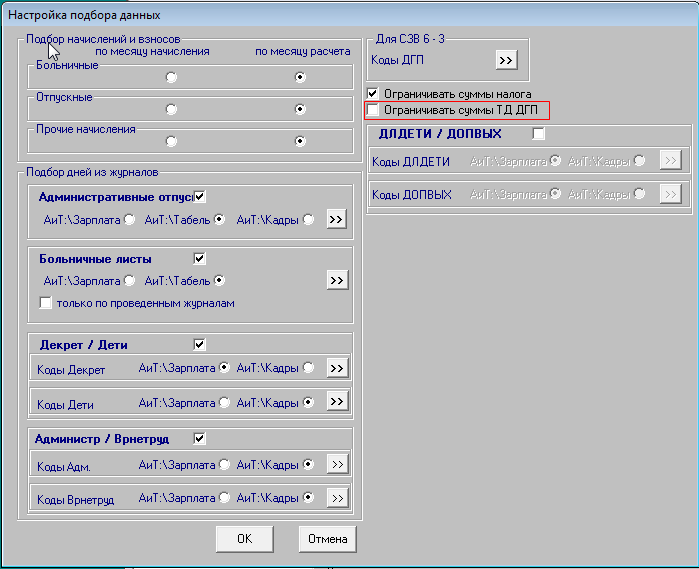 Настройка подбора данных
Подбор начислений и взносов
по месяцу начисления по месяцу расчета
Больничные
Отпускные
Прочие начисления
Подбор дней из журналов
Административные отпус
АиТ:\Зарплата АиТ:\Табель АиТ:\Кадры >>
Больничные листы
АиТ:\Зарплата АиТ:\Табель >>
только по проведенным журналам
Декрет / Дети
Коды Декрет АиТ:\Зарплата АиТ:\Кадры >>
Коды Дети АиТ:\Зарплата АиТ:\Кадры >>
Администр / Врнетруд
Коды Адм. АиТ:\Зарплата АиТ:\Кадры >>
Коды Врнетруд АиТ:\Зарплата АиТ:\Кадры >>
Для СЗВ 6 - 3
Коды ДГП >>
Ограничивать суммы налога
Ограничивать суммы ТД ДГП
ДЛДЕТИ / ДОПВЫХ
Коды ДЛДЕТИ АиТ:\Зарплата АиТ:\Кадры >>
Коды ДОПВЫХ АиТ:\Зарплата АиТ:\Кадры >>
OK Отмена